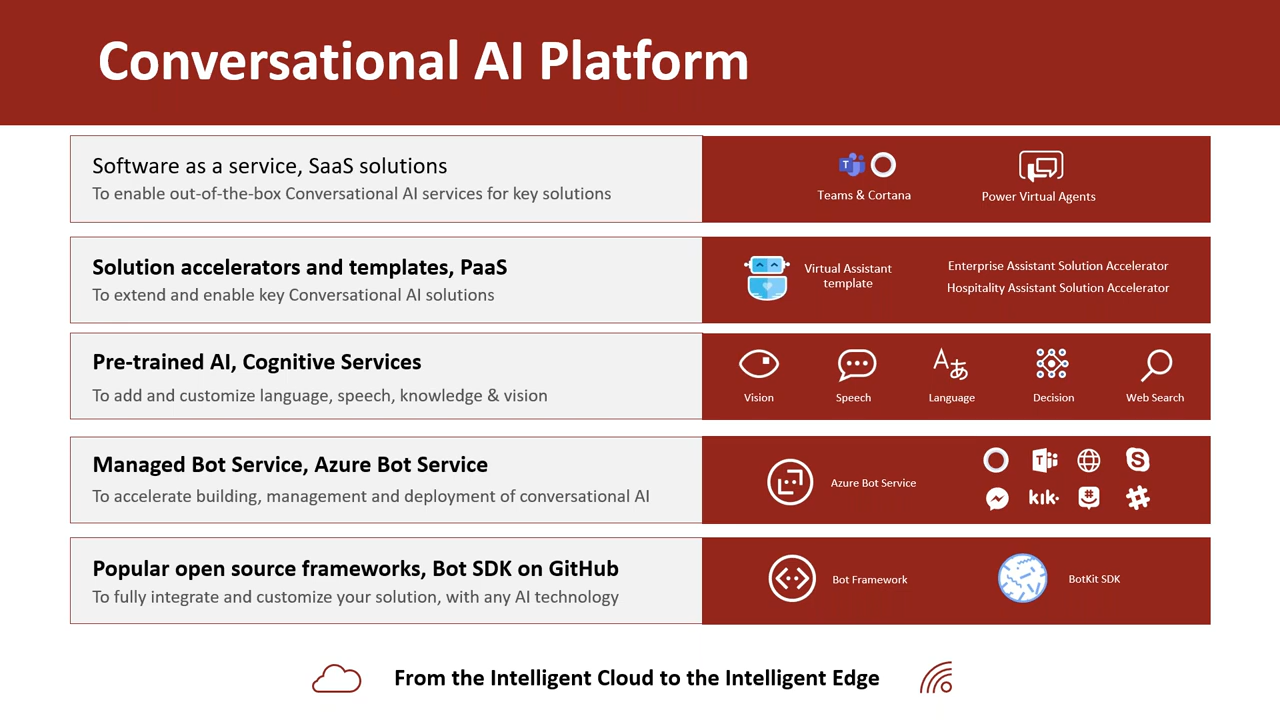 Conversational AI Platform
Software as a service, SaaS solutions
To enable out-of-the-box Conversational AI services for key solutions
Teams & Cortana
Power Virtual Agents
Solution accelerators and templates, PaaS
To extend and enable key Conversational AI solutions
Virtual Assistant
template
Enterprise Assistant Solution Accelerator
Hospitality Assistant Solution Accelerator
Pre-trained AI, Cognitive Services
To add and customize language, speech, knowledge & vision
Vision
Speech
Language
Decision
Web Search
Managed Bot Service, Azure Bot Service
To accelerate building, management and deployment of conversational AI
Azure Bot Service
kik
Popular open source frameworks, Bot SDK on GitHub
To fully integrate and customize your solution, with any AI technology
Bot Framework
BotKit SDK
From the Intelligent Cloud to the Intelligent Edge